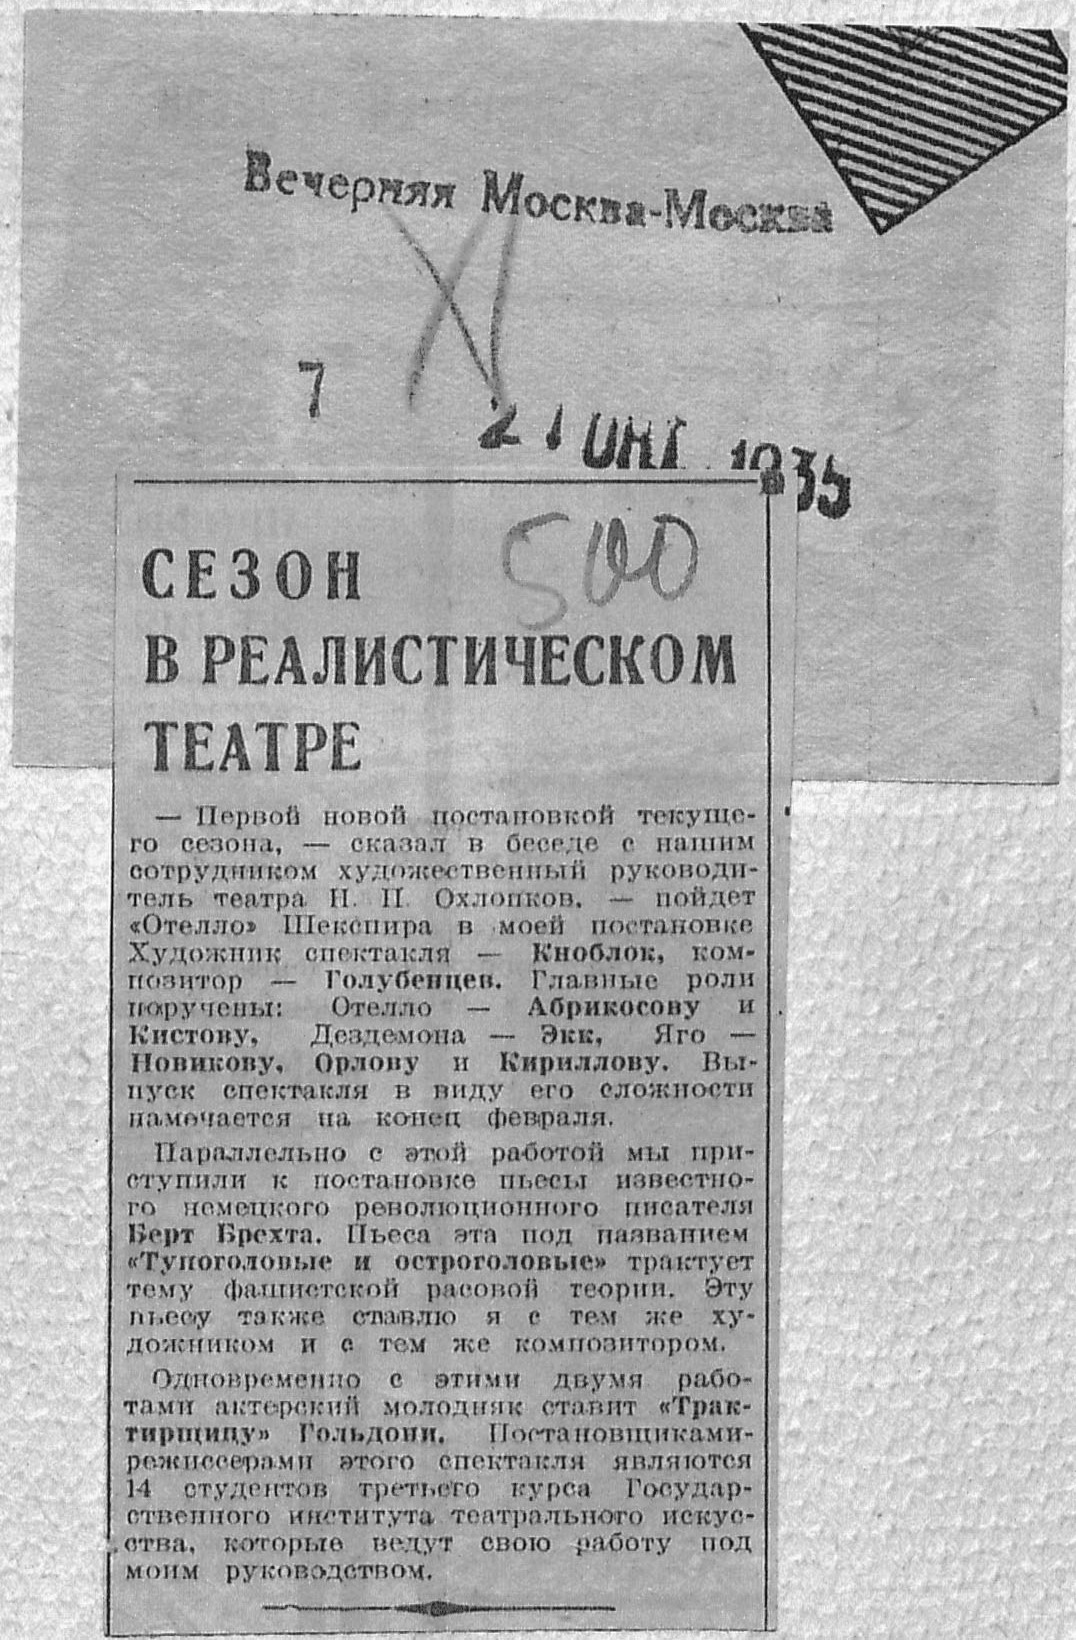 Вечерняя Москва-Москва
7
21 ОКТ 1935
500
СЕЗОН
В РЕАЛИСТИЧЕСКОМ
ТЕАТРЕ
— Первой новой постановкой текуще-
го сезона, — сказал в беседе с нашим
сотрудником художественный руководи-
тель театра Н. П. Охлопков, — пойдет
«Отелло» Шекспира в моей постановке
Художник спектакля — Кноблок, ком-
позитор — Голубенцев. Главные роли
поручены: Отелло — Абрикосову и
Кистову, Дездемона — Экк, Яго —
Новикову, Орлову и Кириллову. Вы-
пуск спектакля в виду его сложности
намечается на конец февраля.
Параллельно с этой работой мы при-
ступили к постановке пьесы известно-
го немецкого революционного писателя
Берт Брехта. Пьеса эта под названием
«Тупоголовые и остроголовые» трактует
тему фашистской расовой теории. Эту
пьесу также ставлю я с тем же ху-
дожником и с тем же композитором.
Одновременно с этими двумя рабо-
тами актерский молодняк ставит «Трак-
тирщицу» Гольдони. Постановщиками-
режиссерами этого спектакля являются
14 студентов третьего курса Государ-
ственного института театрального искус-
ства, которые ведут свою работу под
моим руководством.